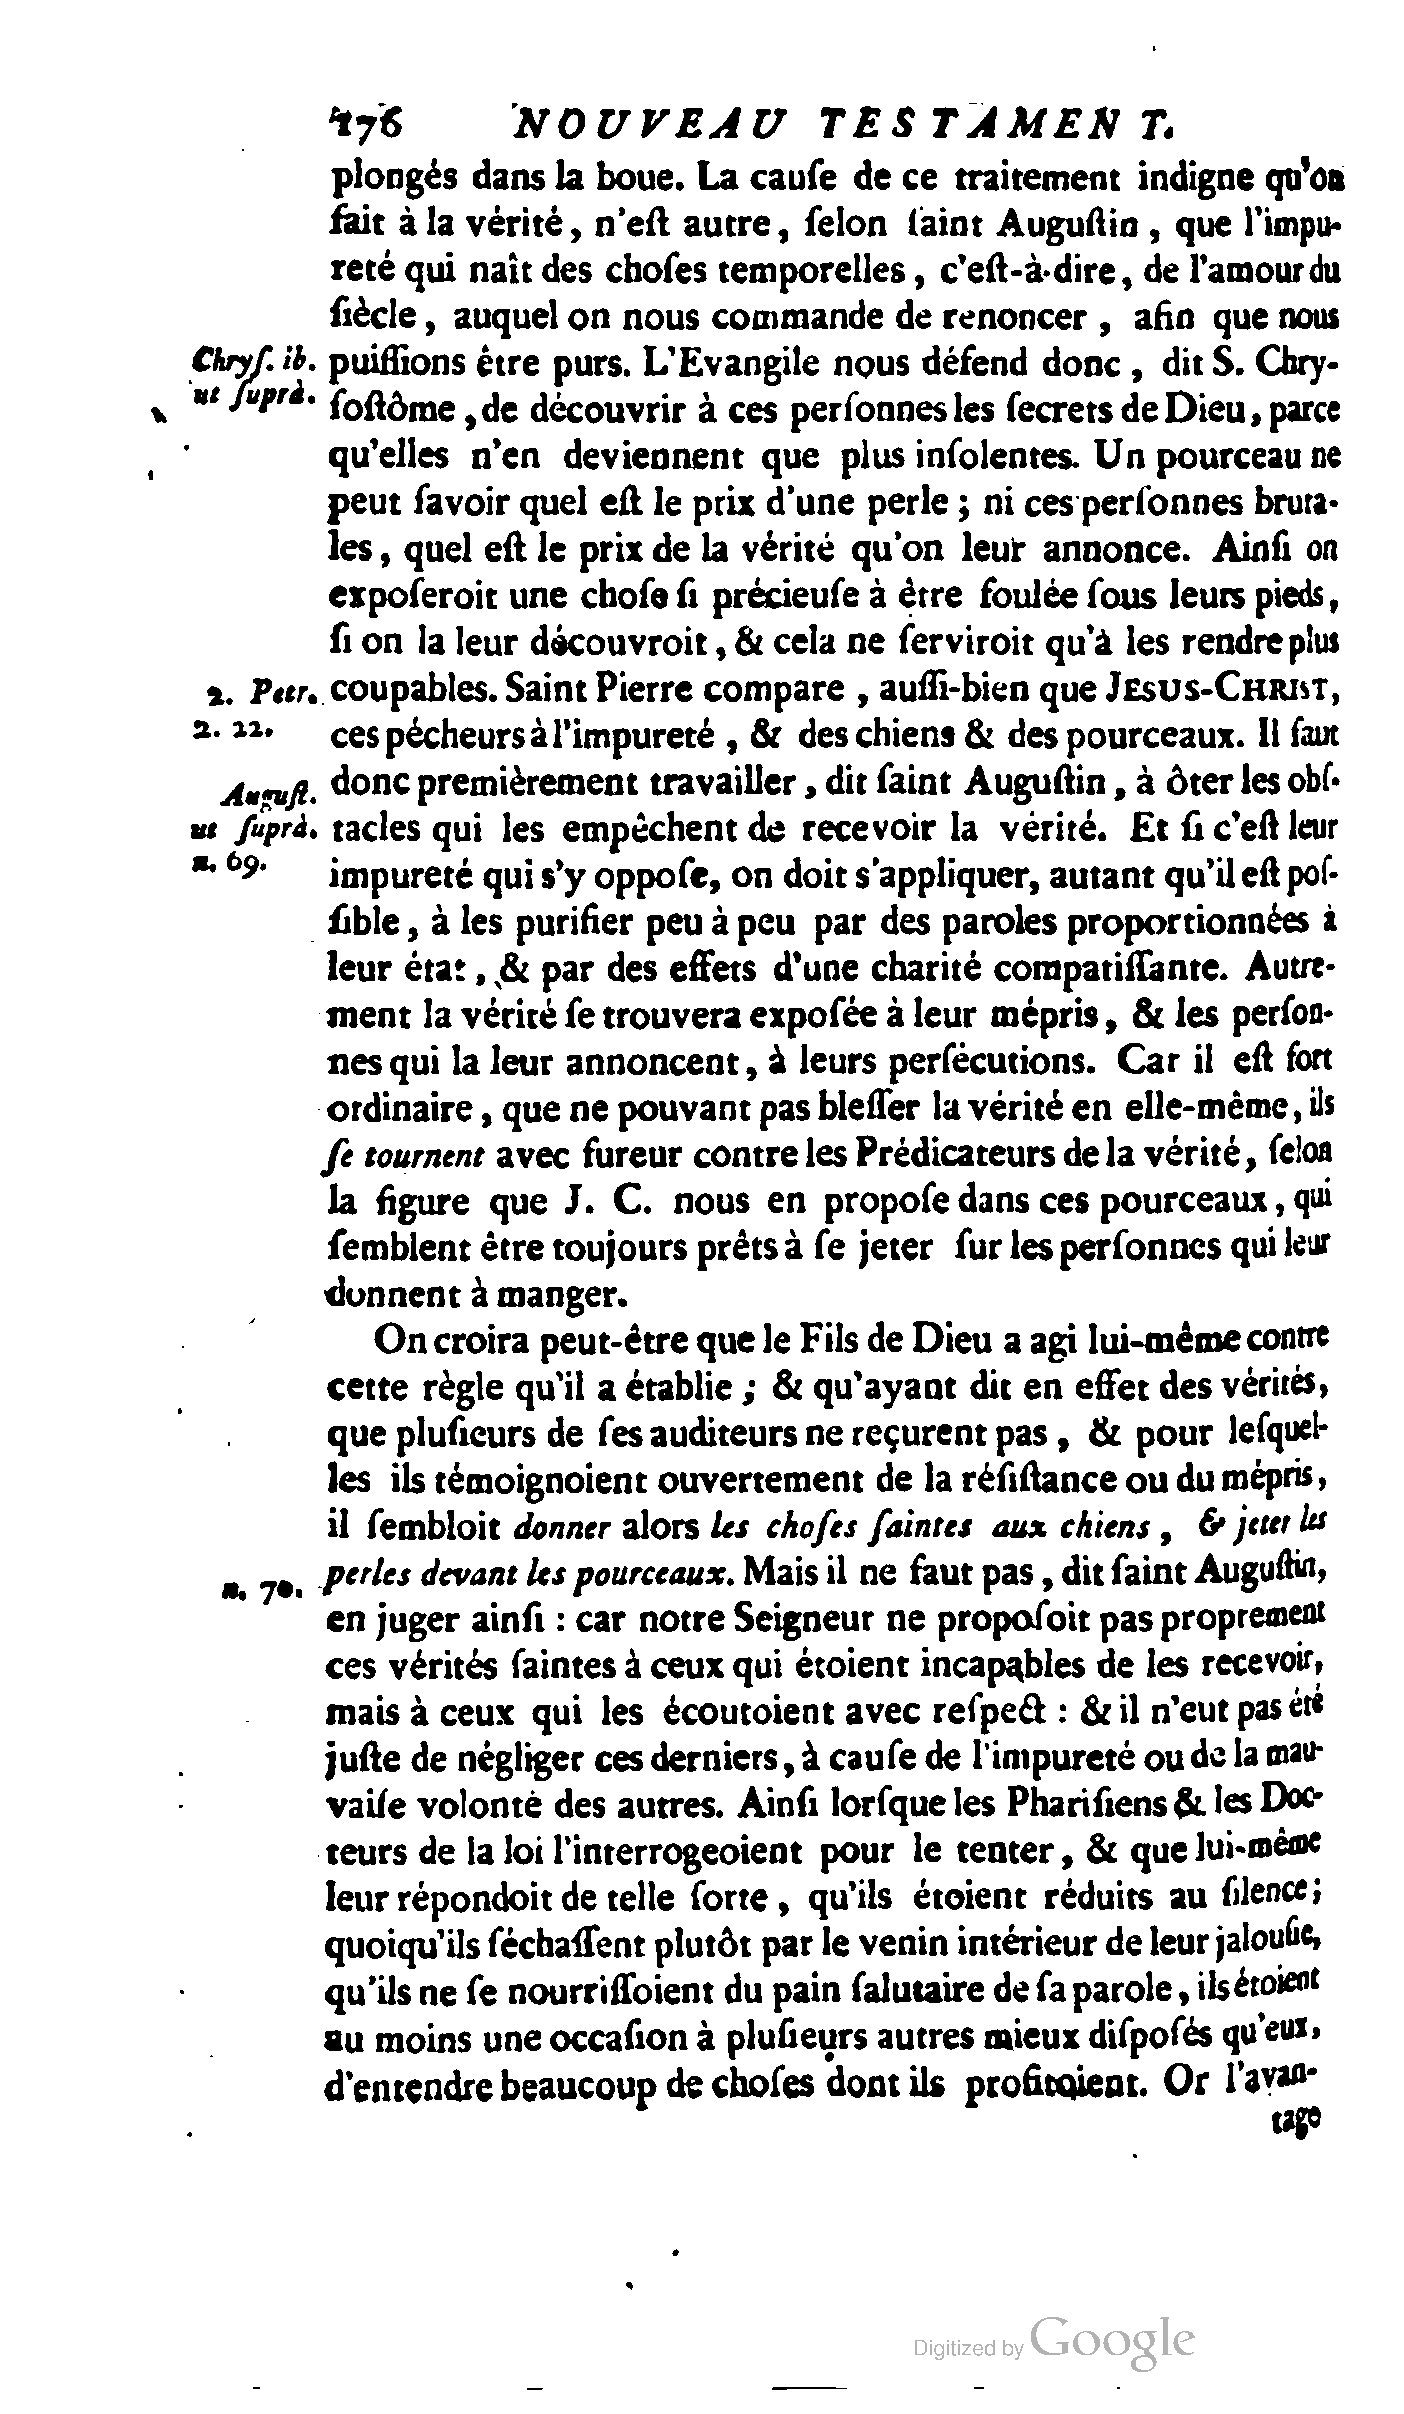 176 NOUVEAU TESTAMENT.
plongés dans la boue. La cauſe de ce traitement indigne qu'on
fait à la vérité, n'eſt autre, ſelon ſaint Auguſtin, que l'impu-
reté qui naît des choſes temporelles, c'eſt-à-dire, de l'amour du
ſiècle, auquel on nous commande de renoncer, afin que nous
Chryſ. ib. puiſſions être purs. L'Evangile nous défend donc, dit S. Chry-
ut ſuprà. ſoſtôme, de découvrir à ces perſonnes les ſecrets de Dieu, parce
qu'elles n'en deviennent que plus inſolentes. Un pourceau ne
peut ſavoir quel eſt le prix d'une perle; ni ces perſonnes bruta-
les, quel eſt le prix de la vérité qu'on leur annonce. Ainſi on
expoſeroit une choſe ſi précieuſe à être foulée ſous leurs pieds,
ſi on la leur découvroit, & cela ne ſerviroit qu'à les rendre plus
2. Petr. coupables. Saint Pierre compare, auſſi-bien que JESUS-CHRIST,
2. 22. ces pécheurs à l'impureté, & des chiens & des pourceaux. Il faut
Auguſt. donc premièrement travailler, dit ſaint Auguſtin, à ôter les obſ-
ut ſuprà. tacles qui les empêchent de recevoir la vérité. Et ſi c'eſt leur
n. 69. impureté qui s'y oppoſe, on doit s'appliquer, autant qu'il eſt poſ-
ſible, à les purifier peu à peu par des paroles proportionnées à
leur état, & par des effets d'une charité compatiſſante. Autre-
ment la vérité ſe trouvera expoſée à leur mépris, & les perſon-
nes qui la leur annoncent, à leurs perſécutions. Car il eſt fort
ordinaire, que ne pouvant pas bleſſer la vérité en elle-même, ils
ſe tournent avec fureur contre les Prédicateurs de la vérité, ſelon
la figure que J. C. nous en propoſe dans ces pourceaux, qui
ſemblent être toujours prêts à ſe jeter ſur les perſonnes qui leur
donnent à manger.
On croira peut-être que le Fils de Dieu a agi lui-même contre
cette règle qu'il a établie; & qu'ayant dit en effet des vérités,
que pluſieurs de ſes auditeurs ne reçurent pas, & pour leſquel-
les ils témoignoient ouvertement de la réſiſtance ou du mépris,
il ſembloit donner alors les choſes ſaintes aux chiens, & jeter les
n. 70. perles devant les pourceaux. Mais il ne faut pas, dit ſaint Auguſtin,
en juger ainſi : car notre Seigneur ne propoſoit pas proprement
ces vérités ſaintes à ceux qui étoient incapables de les recevoir,
mais à ceux qui les écoutoient avec reſpect : & il n'eut pas été
juſte de négliger ces derniers, à cauſe de l'impureté ou de la mau-
vaiſe volonté des autres. Ainſi lorſque les Phariſiens & les Doc-
teurs de la loi l'interrogeoient pour le tenter, & que lui-même
leur répondoit de telle ſorte, qu'ils étoient réduits au ſilence;
quoiqu'ils ſéchaſſent plutôt par le venin intérieur de leur jalouſie,
qu'ils ne ſe nourriſſoient du pain ſalutaire de ſa parole, ils étoient
au moins une occaſion à pluſieurs autres mieux diſpoſés qu'eux,
d'entendre beaucoup de choſes dont ils profitoient. Or l'avan-
tage
Digitized by Google